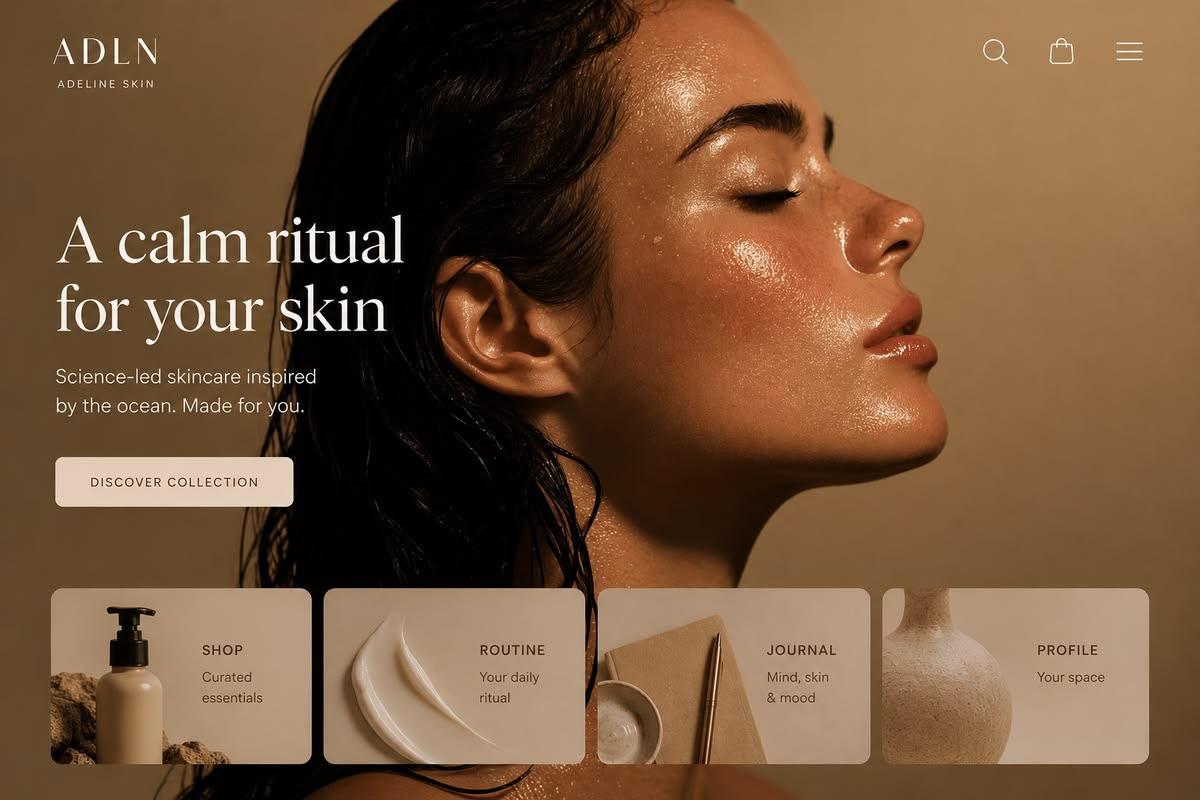 ADLN
ADELINE SKIN
A calm ritual
for your skin
Science-led skincare inspired
by the ocean. Made for you.
DISCOVER COLLECTION
SHOP
Curated
essentials
ROUTINE
Your daily
ritual
JOURNAL
Mind, skin
& mood
PROFILE
Your space